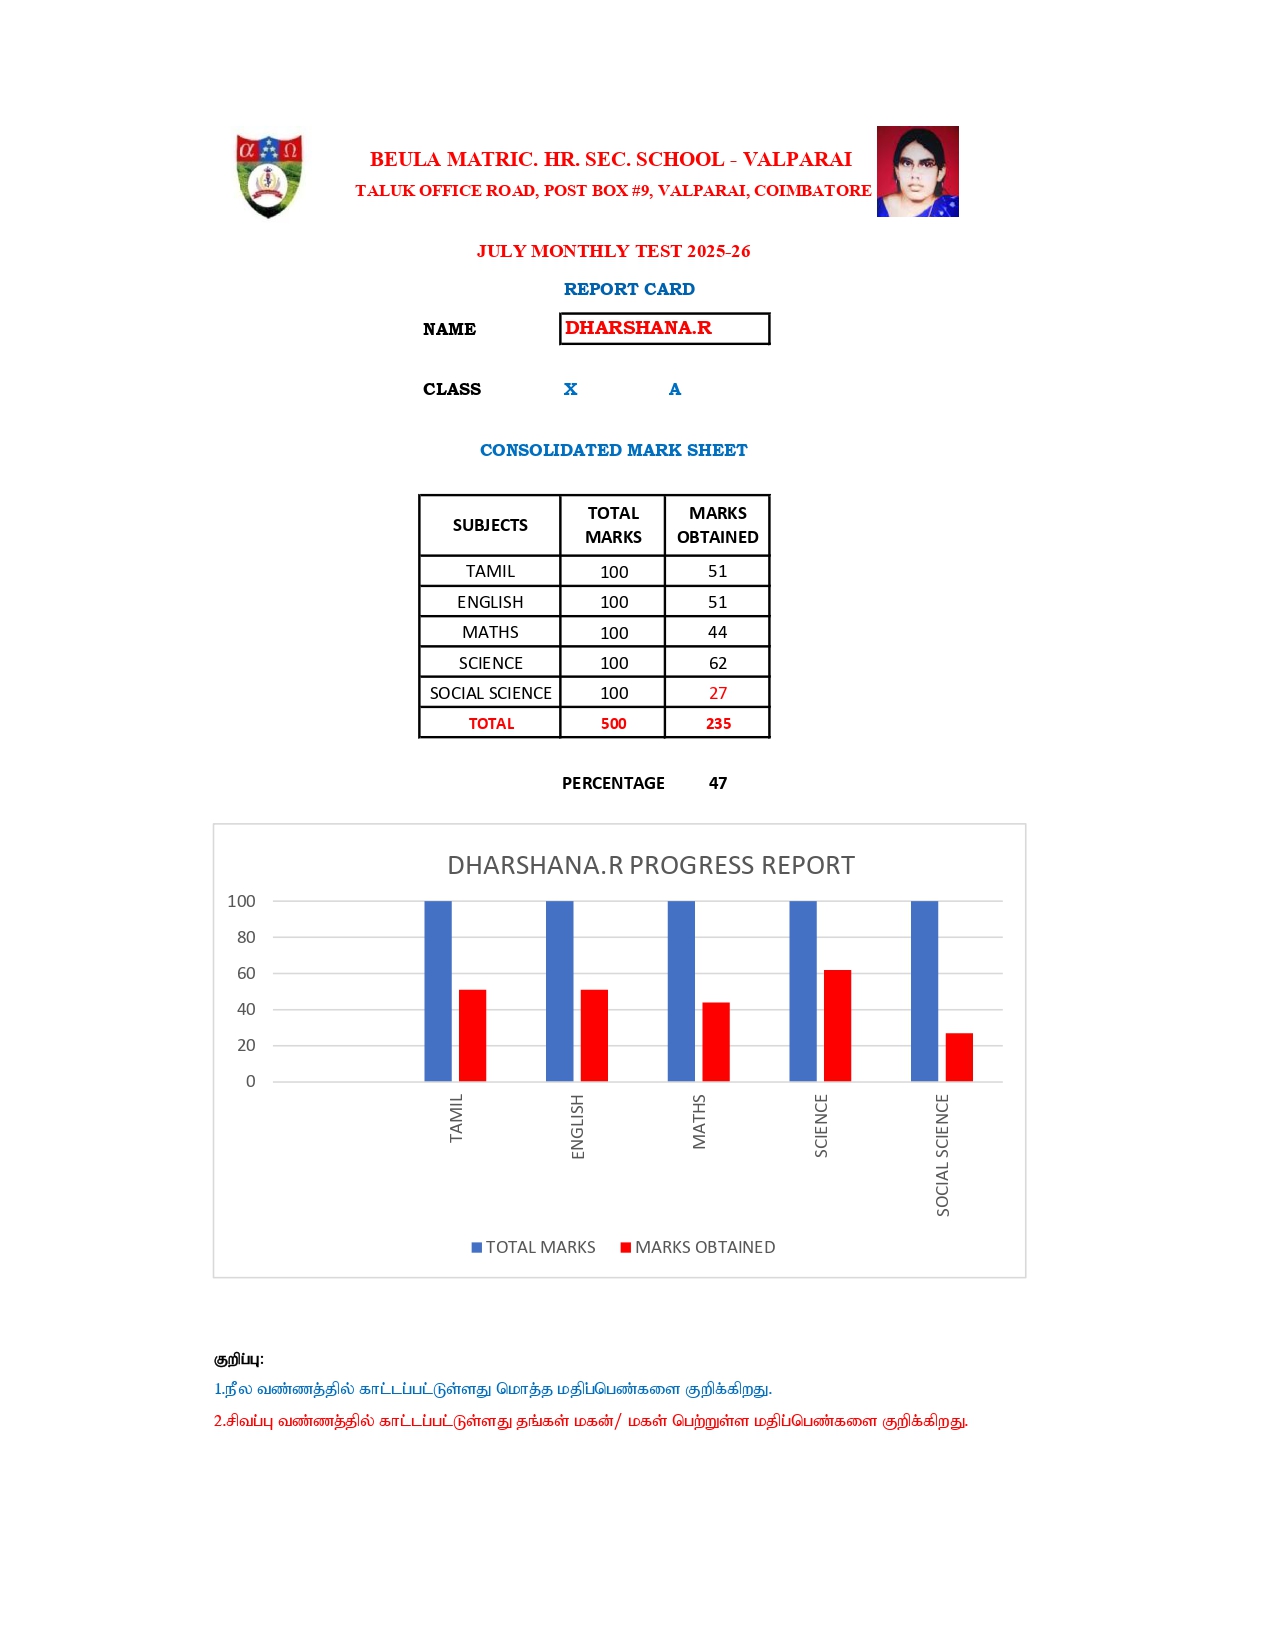 α Ω
BEULA MATRIC. HR. SEC. SCHOOL - VALPARAI
TALUK OFFICE ROAD, POST BOX #9, VALPARAI, COIMBATORE
JULY MONTHLY TEST 2025-26
REPORT CARD
NAME DHARSHANA.R
CLASS X A
CONSOLIDATED MARK SHEET
SUBJECTS TOTAL MARKS MARKS OBTAINED
TAMIL 100 51
ENGLISH 100 51
MATHS 100 44
SCIENCE 100 62
SOCIAL SCIENCE 100 27
TOTAL 500 235
PERCENTAGE 47
DHARSHANA.R PROGRESS REPORT
100
80
60
40
20
0
TAMIL
ENGLISH
MATHS
SCIENCE
SOCIAL SCIENCE
TOTAL MARKS MARKS OBTAINED
குறிப்பு:
1.நீல வண்ணத்தில் காட்டப்பட்டுள்ளது மொத்த மதிப்பெண்களை குறிக்கிறது.
2.சிவப்பு வண்ணத்தில் காட்டப்பட்டுள்ளது தங்கள் மகன்/ மகள் பெற்றுள்ள மதிப்பெண்களை குறிக்கிறது.